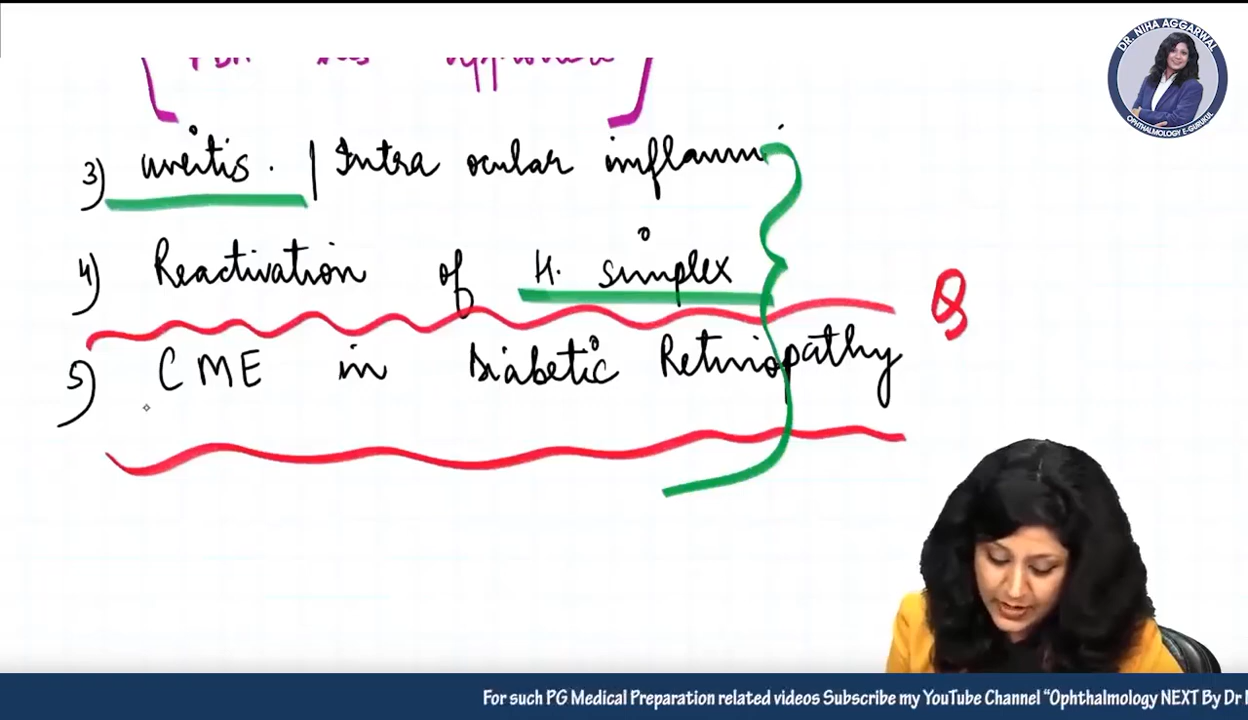 3) uveitis. | Intra ocular inflamm
4) Reactivation of H. simplex
Q
5) CME in Diabetic Retinopathy
DR. NIHA AGGARWAL
OPHTHALMOLOGY E-GURUKUL
For such PG Medical Preparation related videos Subscribe my YouTube Channel “Ophthalmology NEXT By Dr